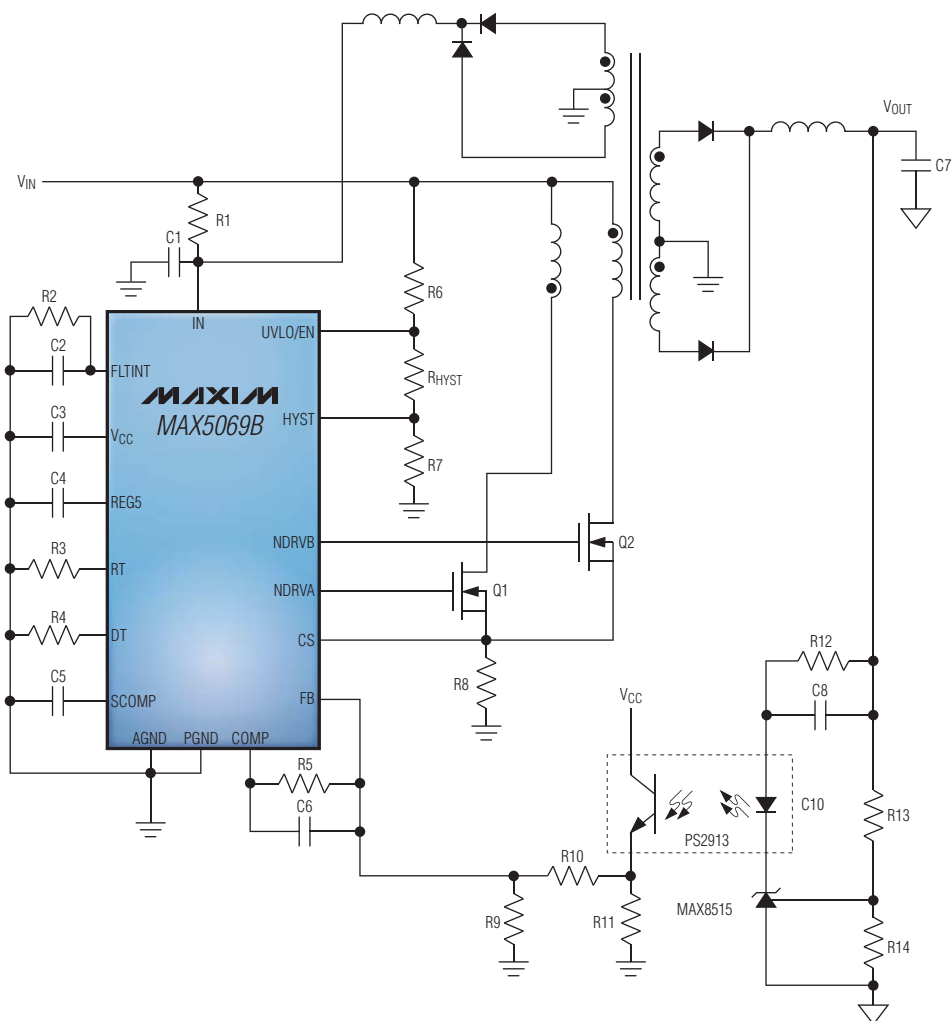 VOUT
C7
VIN
R1
C1
R2
R6
IN
UVLO/EN
C2
FLTINT
RHYST
MAXIM
MAX5069B
C3
VCC
HYST
R7
C4
REG5
NDRVB
Q2
R3
RT
NDRVA
Q1
R4
DT
CS
R12
C5
SCOMP
R8
C8
FB
VCC
AGND
PGND
COMP
R5
C6
C10
R13
PS2913
R10
MAX8515
R9
R11
R14